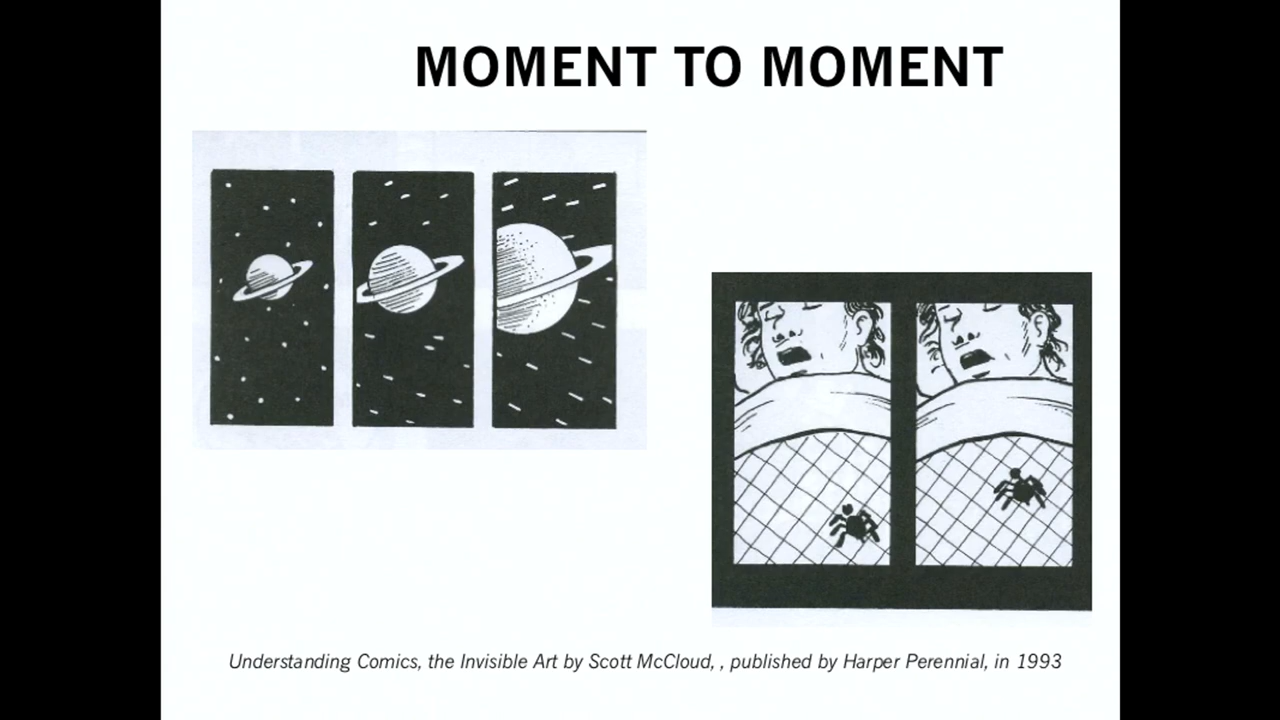 MOMENT TO MOMENT
Understanding Comics, the Invisible Art by Scott McCloud, , published by Harper Perennial, in 1993